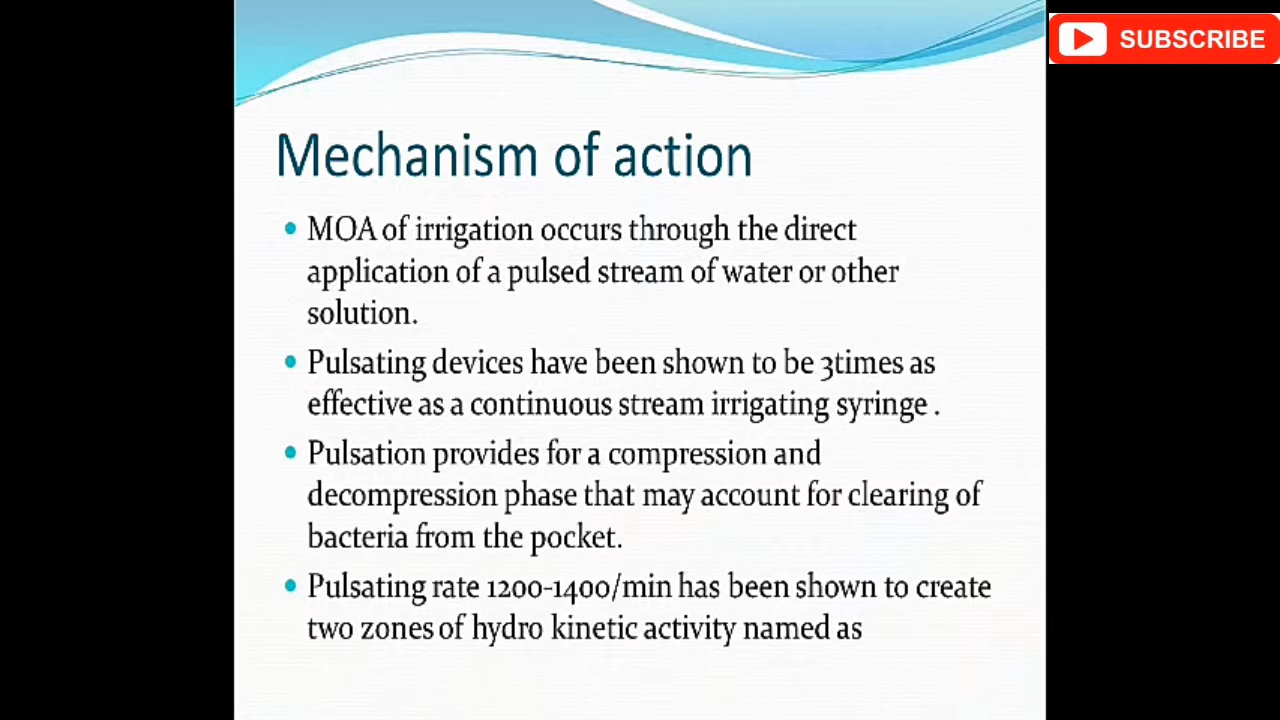 SUBSCRIBE
Mechanism of action
• MOA of irrigation occurs through the direct
application of a pulsed stream of water or other
solution.
• Pulsating devices have been shown to be 3times as
effective as a continuous stream irrigating syringe .
• Pulsation provides for a compression and
decompression phase that may account for clearing of
bacteria from the pocket.
• Pulsating rate 1200-1400/min has been shown to create
two zones of hydro kinetic activity named as